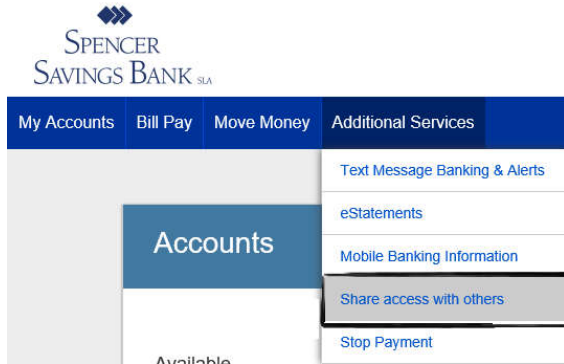 SPENCER
SAVINGS BANK SLA
My Accounts Bill Pay Move Money Additional Services
Text Message Banking & Alerts
eStatements
Accounts
Mobile Banking Information
Share access with others
Stop Payment